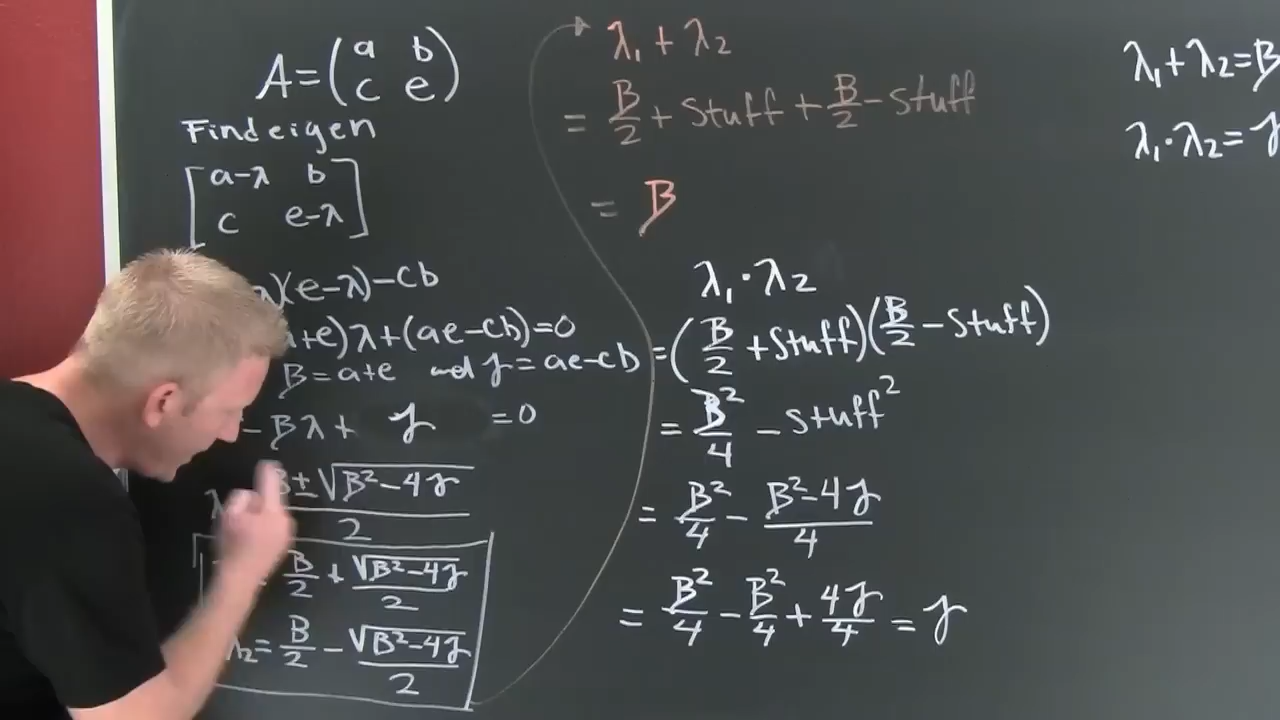 A = (a b
c e)
Find eigen
[a-λ b
c e-λ]
)(e-λ)-cb
+e)λ+(ae-cb)=0
B=a+e and γ=ae-cb
-Bλ+ γ =0
λ B±√B²-4γ
2
B/2 + √B²-4γ/2
λ₂= B/2 - √B²-4γ/2
λ₁+λ₂
= B/2 + stuff + B/2 - stuff
= B
λ₁·λ₂
=(B/2 + stuff)(B/2 - stuff)
= B²/4 - stuff²
= B²/4 - B²-4γ/4
= B²/4 - B²/4 + 4γ/4 = γ
λ₁+λ₂=B
λ₁·λ₂=γ